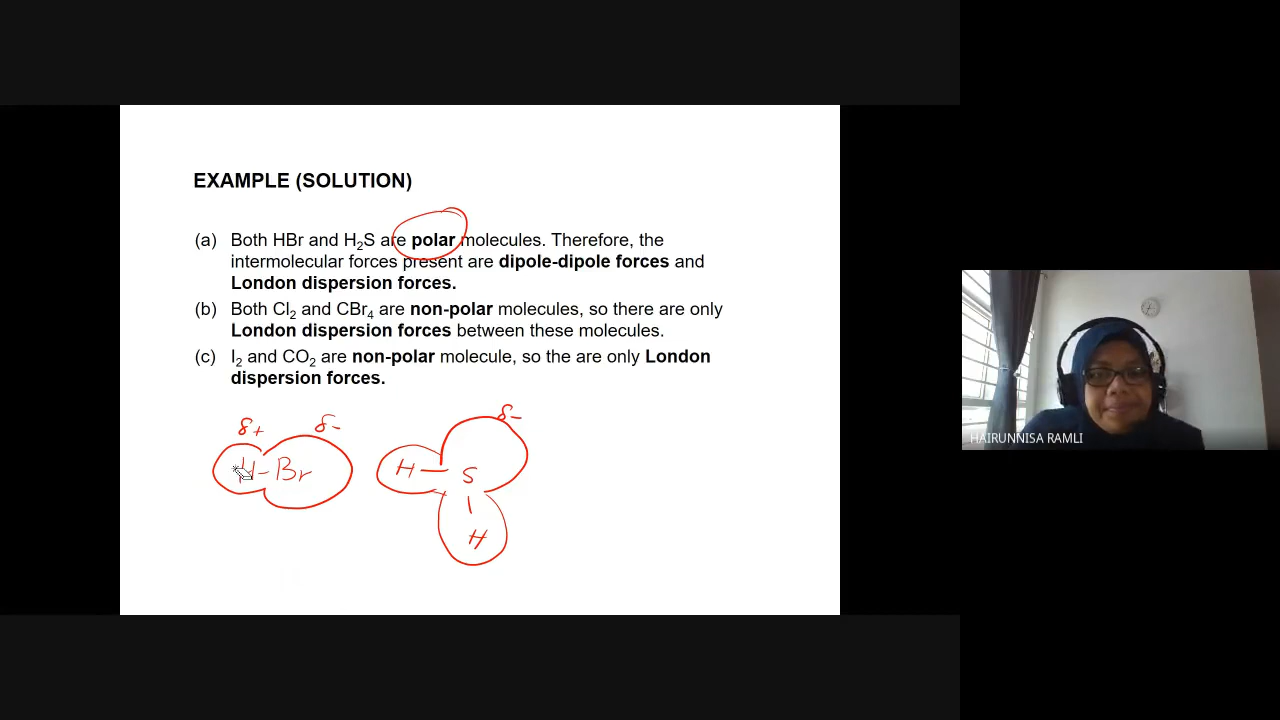 EXAMPLE (SOLUTION)
(a) Both HBr and H₂S are polar molecules. Therefore, the
intermolecular forces present are dipole-dipole forces and
London dispersion forces.
(b) Both Cl₂ and CBr₄ are non-polar molecules, so there are only
London dispersion forces between these molecules.
(c) I₂ and CO₂ are non-polar molecule, so the are only London
dispersion forces.
δ+ δ- δ-
H-Br H-S
H
HAIRUNNISA RAMLI